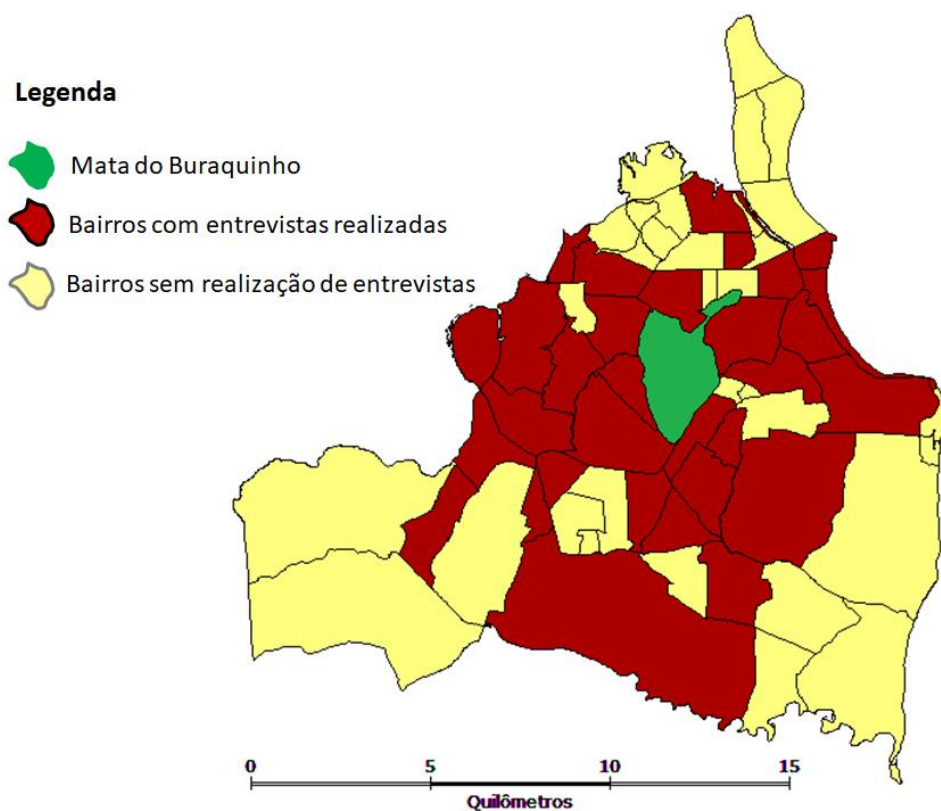 Legenda
Mata do Buraquinho
Bairros com entrevistas realizadas
Bairros sem realização de entrevistas
0 5 10 15
Quilômetros